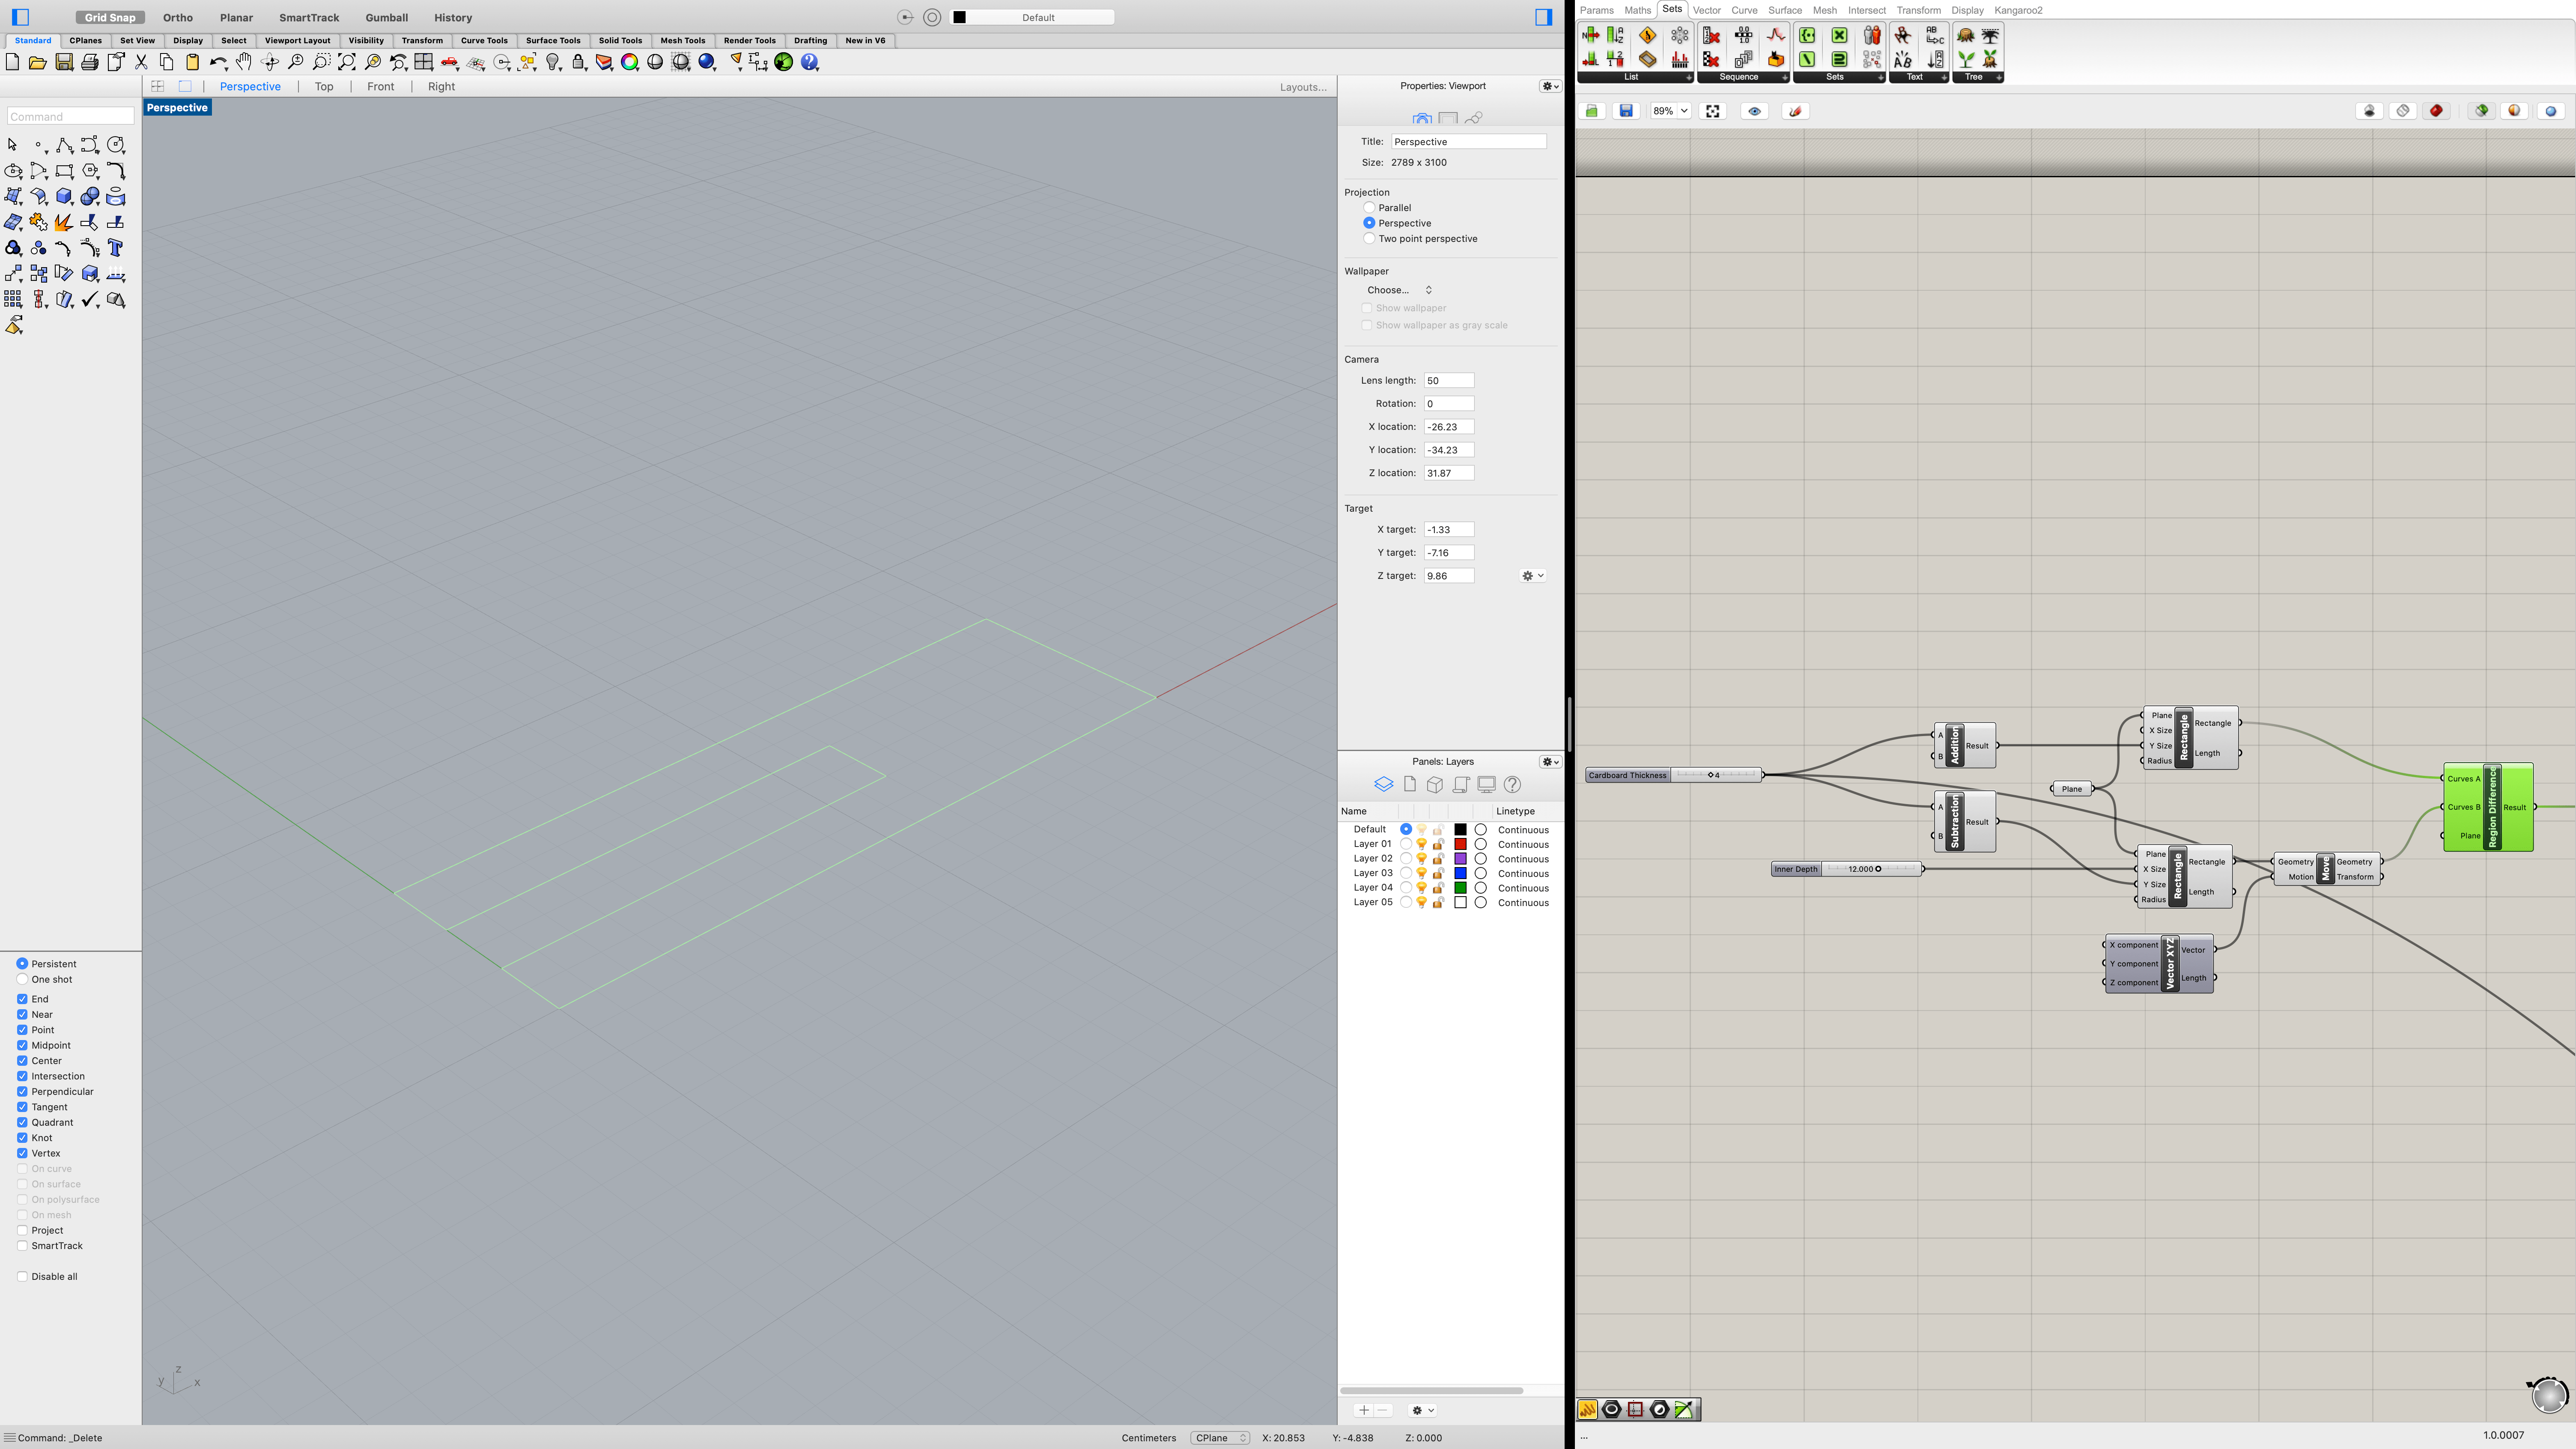 Grid Snap Ortho Planar SmartTrack Gumball History Default
Standard CPlanes Set View Display Select Viewport Layout Visibility Transform Curve Tools Surface Tools Solid Tools Mesh Tools Render Tools Drafting New in V6
Perspective Top Front Right Layouts...
Perspective
Command
Persistent
One shot
End
Near
Point
Midpoint
Center
Intersection
Perpendicular
Tangent
Quadrant
Knot
Vertex
On curve
On surface
On polysurface
On mesh
Project
SmartTrack
Disable all
z
y x
Command: _Delete
Centimeters CPlane X: 20.853 Y: -4.838 Z: 0.000
Properties: Viewport
Title: Perspective
Size: 2789 x 3100
Projection
Parallel
Perspective
Two point perspective
Wallpaper
Choose...
Show wallpaper
Show wallpaper as gray scale
Camera
Lens length: 50
Rotation: 0
X location: -26.23
Y location: -34.23
Z location: 31.87
Target
X target: -1.33
Y target: -7.16
Z target: 9.86
Panels: Layers
Name Linetype
Default Continuous
Layer 01 Continuous
Layer 02 Continuous
Layer 03 Continuous
Layer 04 Continuous
Layer 05 Continuous
Params Maths Sets Vector Curve Surface Mesh Intersect Transform Display Kangaroo2
List Sequence Sets Text Tree
89%
Cardboard Thickness 4
A
B
Addition
Result
A
B
Subtraction
Result
Inner Depth 12.000
Plane
Plane
X Size
Y Size
Radius
Rectangle
Rectangle
Length
Plane
X Size
Y Size
Radius
Rectangle
Rectangle
Length
X component
Y component
Z component
Vector XYZ
Vector
Length
Geometry
Motion
Move
Geometry
Transform
Curves A
Curves B
Plane
Region Difference
Result
... 1.0.0007